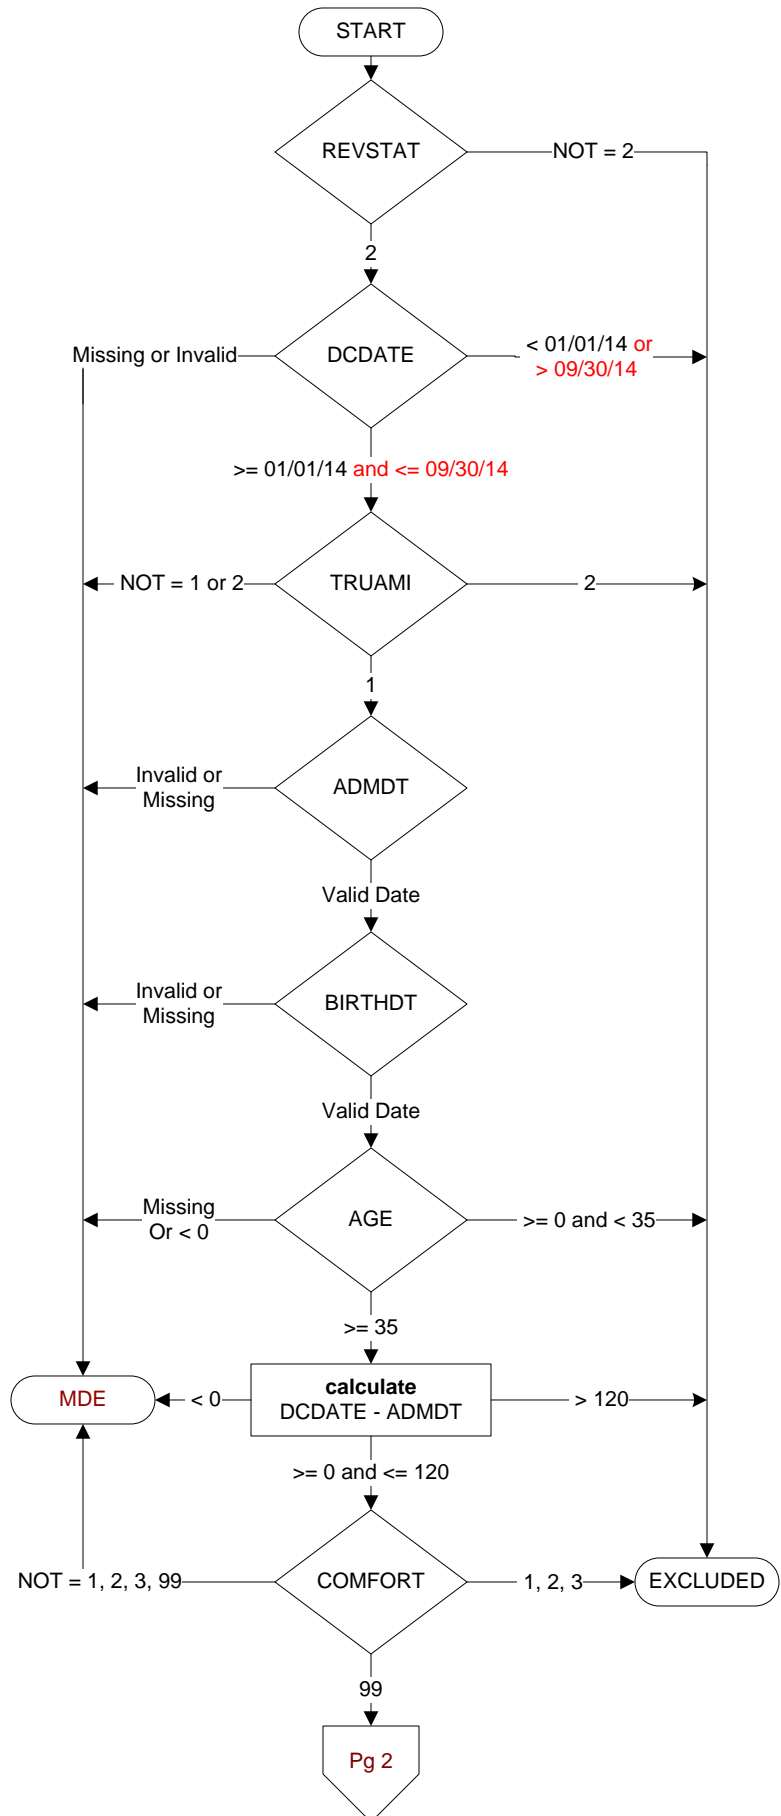 START
REVSTAT
NOT = 2
2
Missing or Invalid
DCDATE
< 01/01/14 or
> 09/30/14
>= 01/01/14 and <= 09/30/14
NOT = 1 or 2
TRUAMI
2
1
Invalid or
Missing
ADMDT
Valid Date
Invalid or
Missing
BIRTHDT
Valid Date
Missing
Or < 0
AGE
>= 0 and < 35
>= 35
MDE
< 0
calculate
DCDATE - ADMDT
> 120
>= 0 and <= 120
NOT = 1, 2, 3, 99
COMFORT
1, 2, 3
EXCLUDED
99
Pg 2